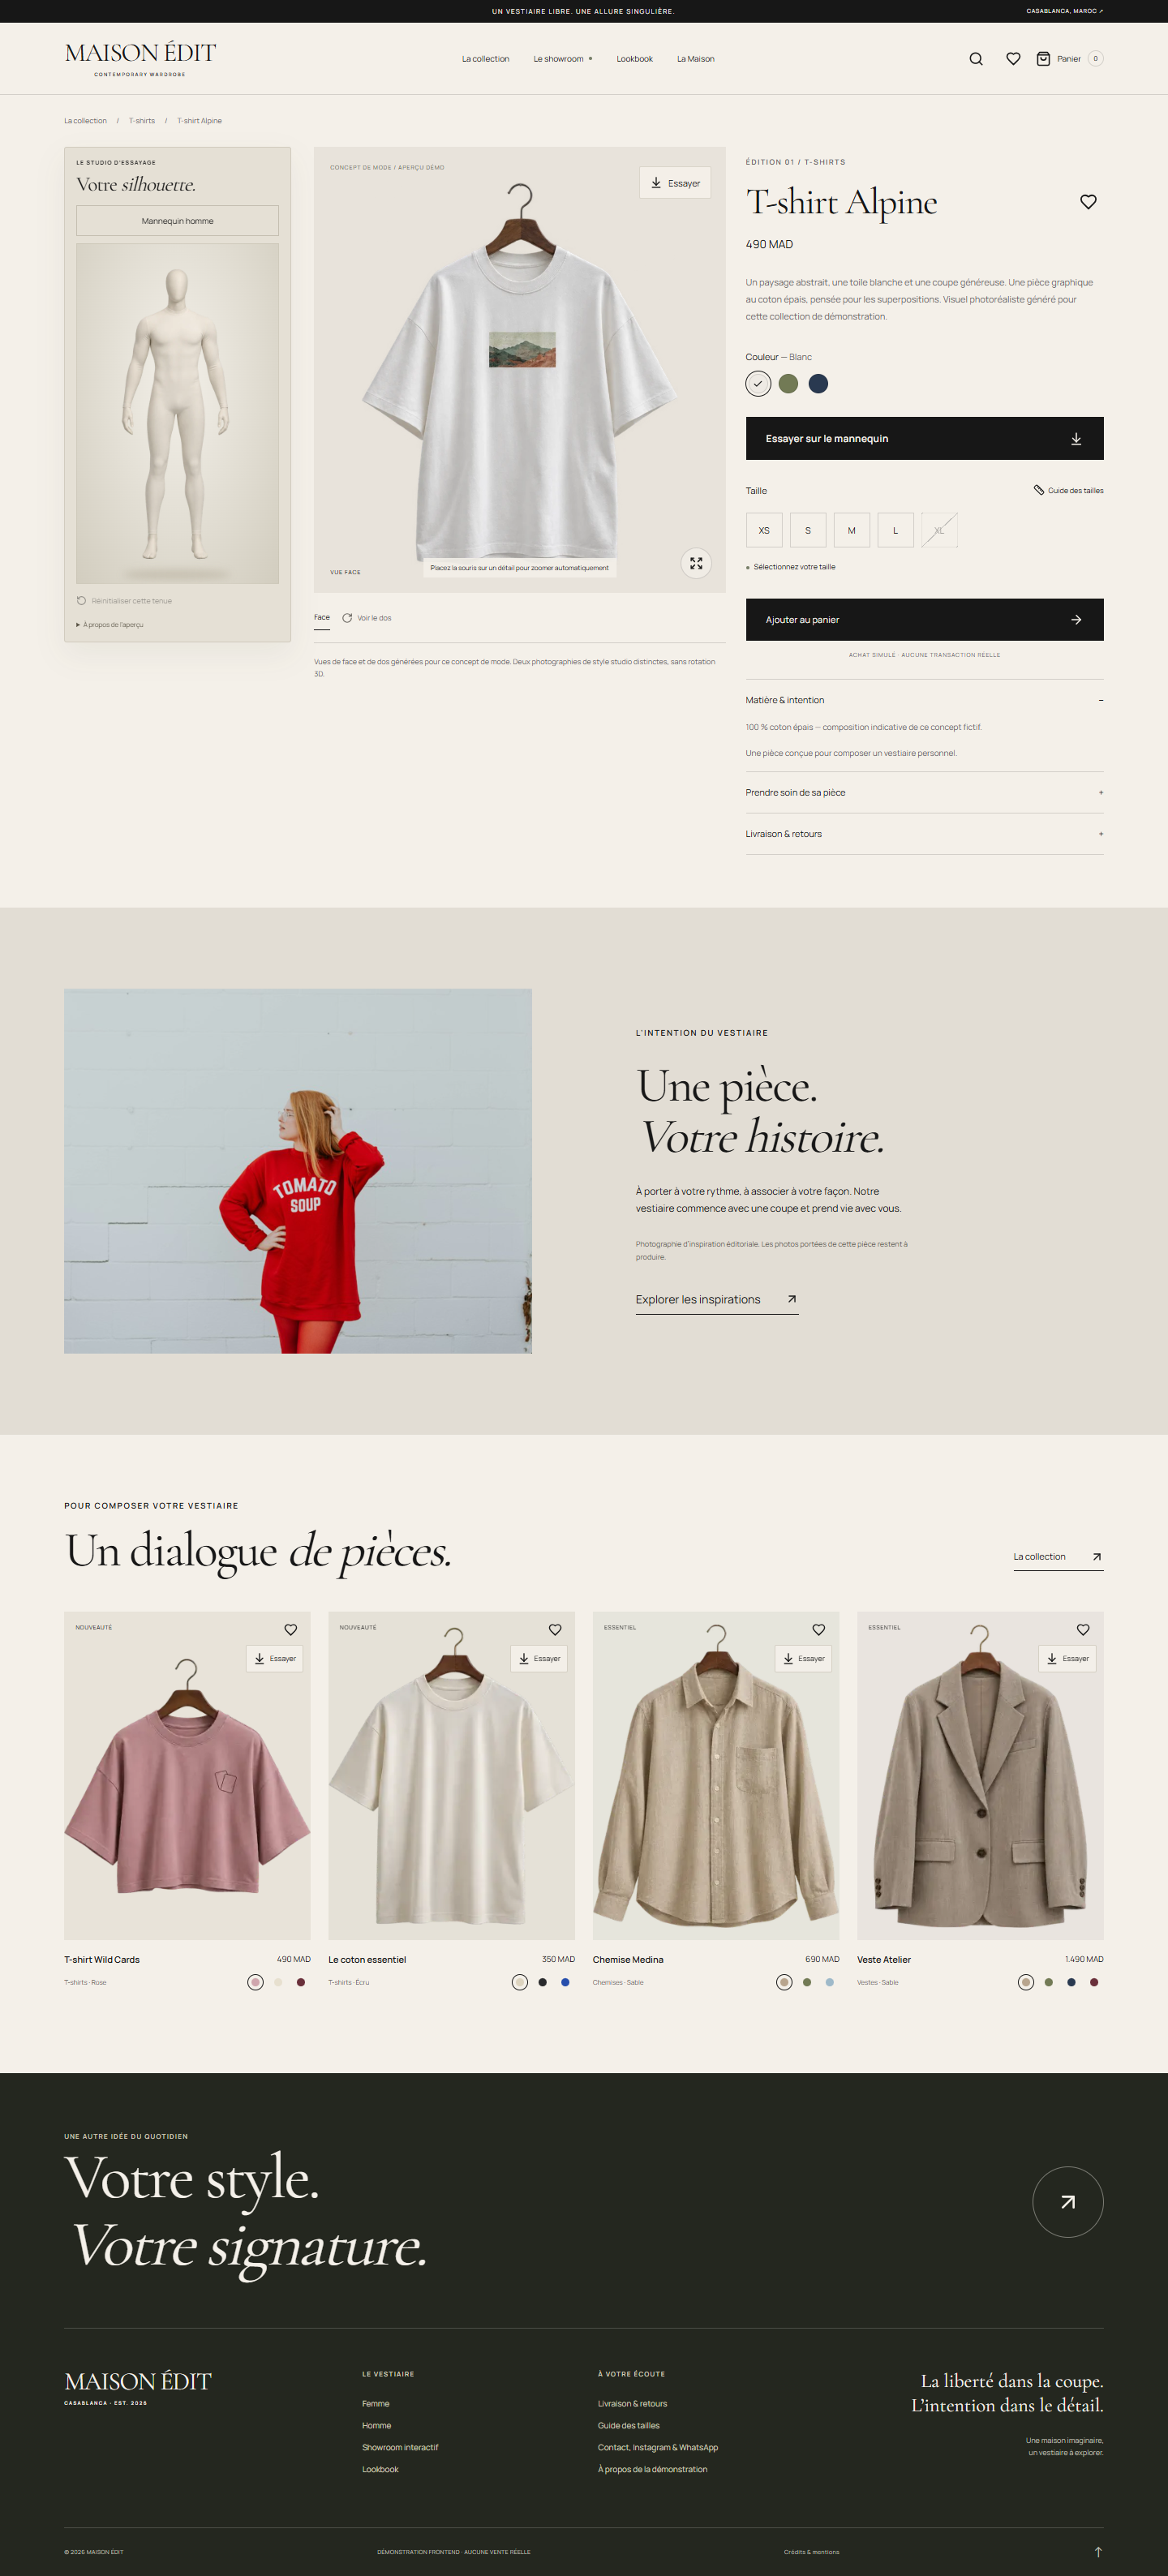 UN VESTIAIRE LIBRE. UNE ALLURE SINGULIÈRE.
CASABLANCA, MAROC ↗
MAISON ÉDIT
CONTEMPORARY WARDROBE
La collection
Le showroom
Lookbook
La Maison
Panier 0
La collection / T-shirts / T-shirt Alpine
LE STUDIO D'ESSAYAGE
Votre silhouette.
Mannequin homme
Réinitialiser cette tenue
À propos de l'aperçu
CONCEPT DE MODE / APERÇU DÉMO
Essayer
VUE FACE
Placez la souris sur un détail pour zoomer automatiquement
Face
Voir le dos
Vues de face et de dos générées pour ce concept de mode. Deux photographies de style studio distinctes, sans rotation
3D.
ÉDITION 01 / T-SHIRTS
T-shirt Alpine
490 MAD
Un paysage abstrait, une toile blanche et une coupe généreuse. Une pièce graphique
au coton épais, pensée pour les superpositions. Visuel photoréaliste généré pour
cette collection de démonstration.
Couleur — Blanc
Essayer sur le mannequin
Taille
Guide des tailles
XS
S
M
L
XL
Sélectionnez votre taille
Ajouter au panier
ACHAT SIMULÉ · AUCUNE TRANSACTION RÉELLE
Matière & intention −
100 % coton épais — composition indicative de ce concept fictif.
Une pièce conçue pour composer un vestiaire personnel.
Prendre soin de sa pièce +
Livraison & retours +
TOMATO
SOUP
L'INTENTION DU VESTIAIRE
Une pièce.
Votre histoire.
À porter à votre rythme, à associer à votre façon. Notre
vestiaire commence avec une coupe et prend vie avec vous.
Photographie d'inspiration éditoriale. Les photos portées de cette pièce restent à
produire.
Explorer les inspirations
POUR COMPOSER VOTRE VESTIAIRE
Un dialogue de pièces.
La collection
NOUVEAUTÉ
Essayer
T-shirt Wild Cards
490 MAD
T-shirts · Rose
NOUVEAUTÉ
Essayer
Le coton essentiel
350 MAD
T-shirts · Écru
ESSENTIEL
Essayer
Chemise Medina
690 MAD
Chemises · Sable
ESSENTIEL
Essayer
Veste Atelier
1.490 MAD
Vestes · Sable
UNE AUTRE IDÉE DU QUOTIDIEN
Votre style.
Votre signature.
MAISON ÉDIT
CASABLANCA · EST. 2026
LE VESTIAIRE
Femme
Homme
Showroom interactif
Lookbook
À VOTRE ÉCOUTE
Livraison & retours
Guide des tailles
Contact, Instagram & WhatsApp
À propos de la démonstration
La liberté dans la coupe.
L'intention dans le détail.
Une maison imaginaire,
un vestiaire à explorer.
© 2026 MAISON ÉDIT
DÉMONSTRATION FRONTEND · AUCUNE VENTE RÉELLE
Crédits & mentions